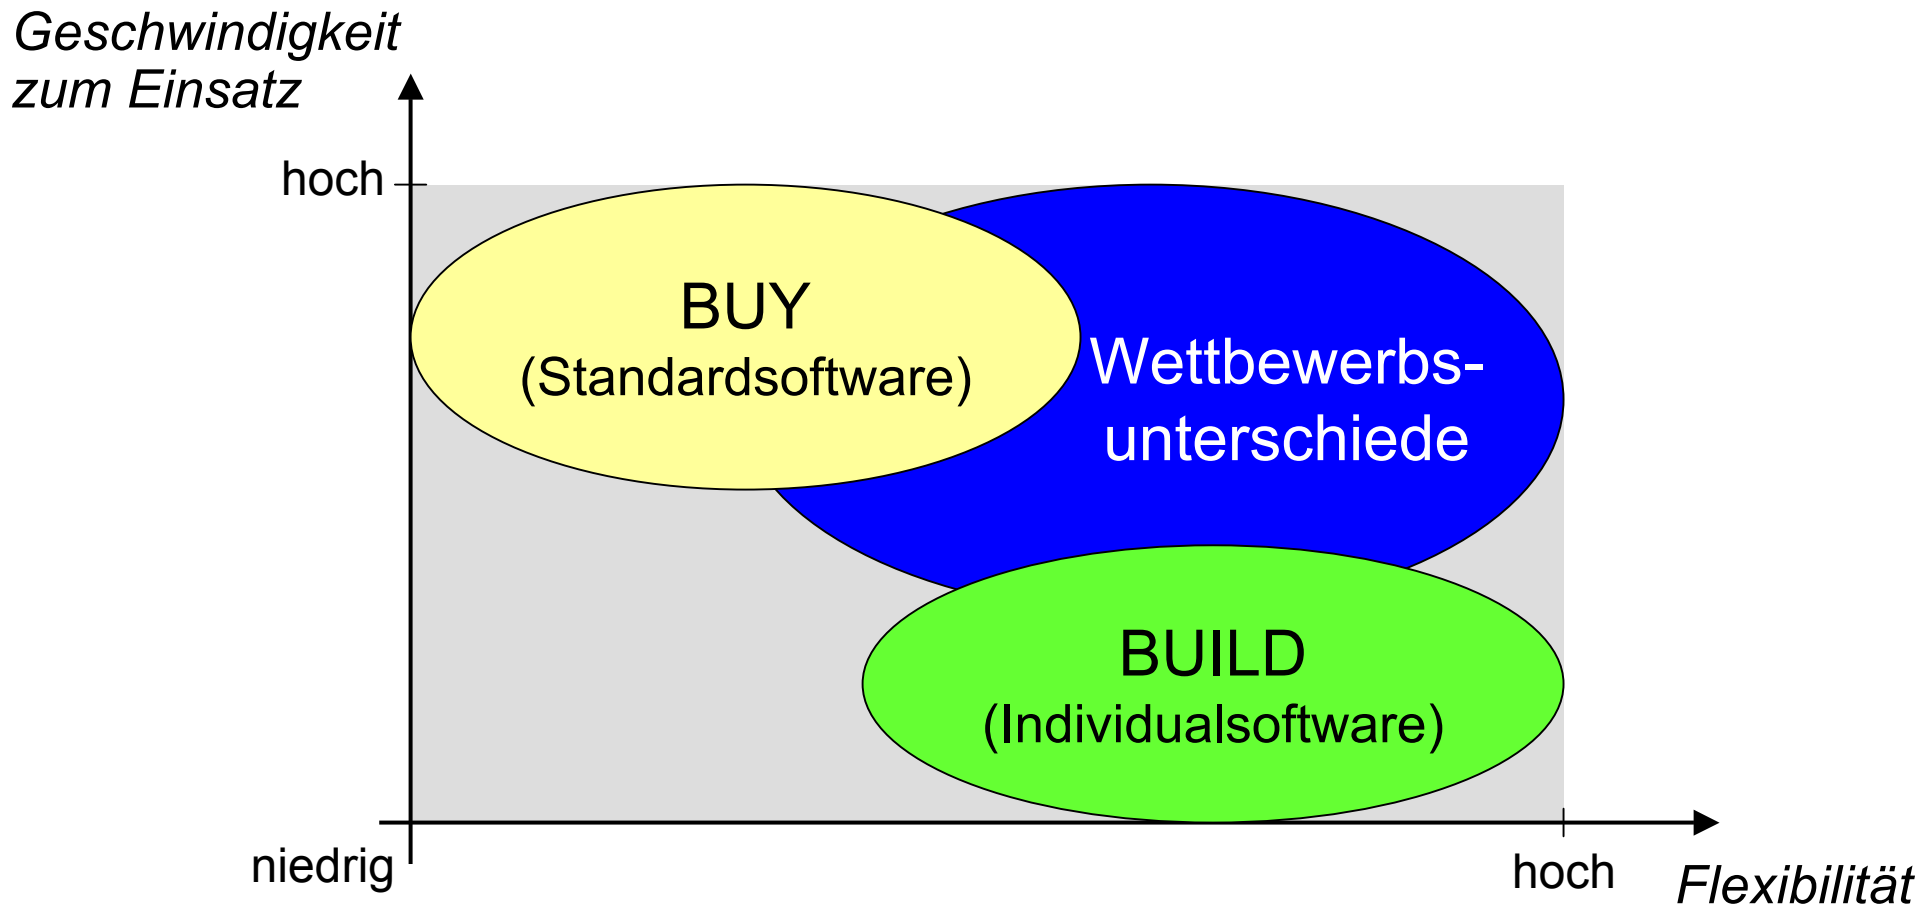 Geschwindigkeit
zum Einsatz
hoch
BUY
(Standardsoftware)
Wettbewerbs-
unterschiede
BUILD
(Individualsoftware)
niedrig
hoch
Flexibilität